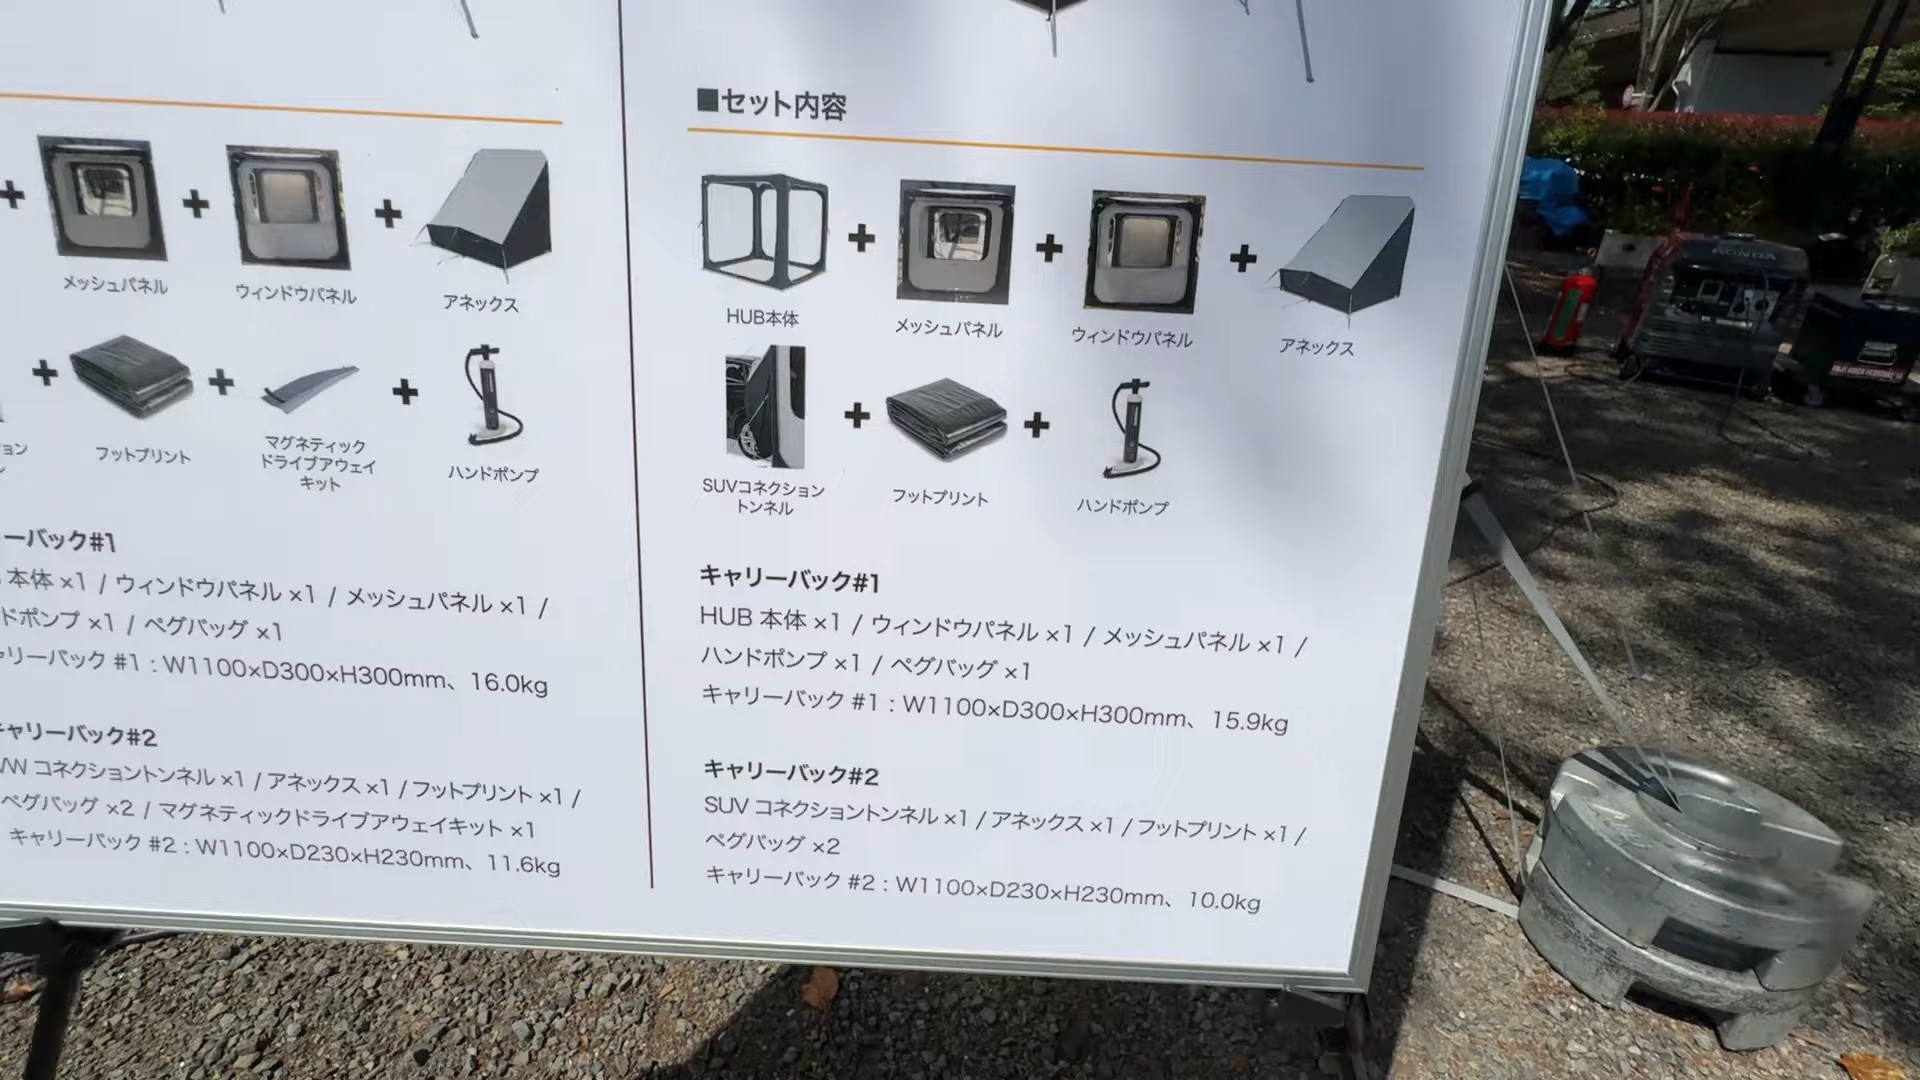 メッシュパネル
ウィンドウパネル
アネックス
フットプリント
マグネティック
ドライブアウェイ
キット
ハンドポンプ
ーバック#1
本体 ×1 / ウィンドウパネル ×1 / メッシュパネル ×1 /
ドポンプ ×1 / ペグバッグ ×1
リーバック #1 : W1100×D300×H300mm、16.0kg
キャリーバック#2
コネクショントンネル ×1 / アネックス ×1 / フットプリント ×1 /
ペグバッグ ×2 / マグネティックドライブアウェイキット ×1
キャリーバック #2 : W1100×D230×H230mm、11.6kg
■セット内容
HUB本体
メッシュパネル
ウィンドウパネル
アネックス
SUVコネクション
トンネル
フットプリント
ハンドポンプ
キャリーバック#1
HUB 本体 ×1 / ウィンドウパネル ×1 / メッシュパネル ×1 /
ハンドポンプ ×1 / ペグバッグ ×1
キャリーバック #1 : W1100×D300×H300mm、15.9kg
キャリーバック#2
SUV コネクショントンネル ×1 / アネックス ×1 / フットプリント ×1 /
ペグバッグ ×2
キャリーバック #2 : W1100×D230×H230mm、10.0kg
HONDA